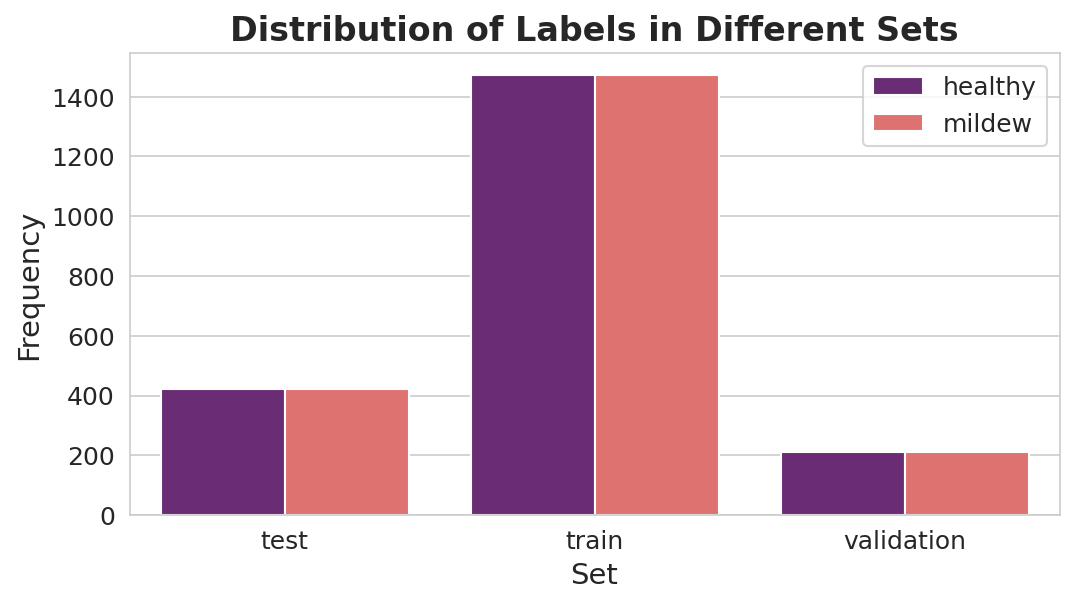 Distribution of Labels in Different Sets
healthy
mildew
Frequency
1400
1200
1000
800
600
400
200
0
test train validation
Set